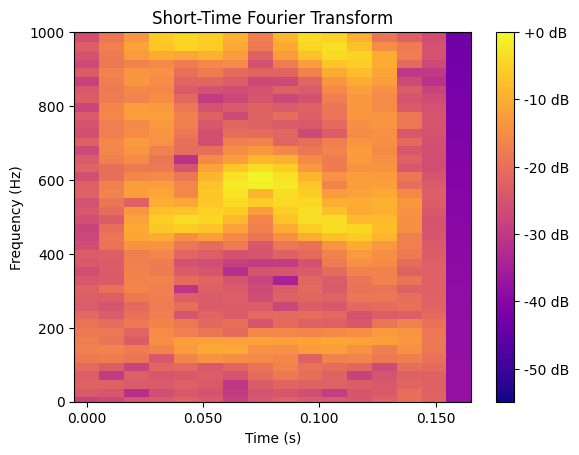 Short-Time Fourier Transform
1000
800
600
400
200
0
Frequency (Hz)
0.000
0.050
0.100
0.150
Time (s)
+0 dB
-10 dB
-20 dB
-30 dB
-40 dB
-50 dB